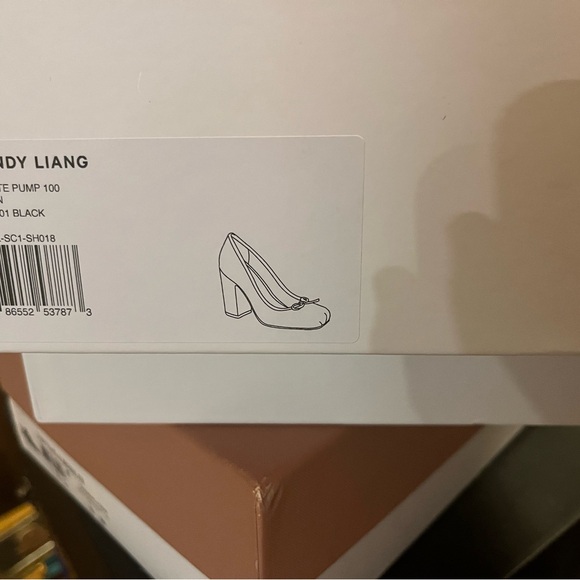 NDY LIANG
TE PUMP 100
N
01 BLACK
-SC1-SH018
86552 53787 3